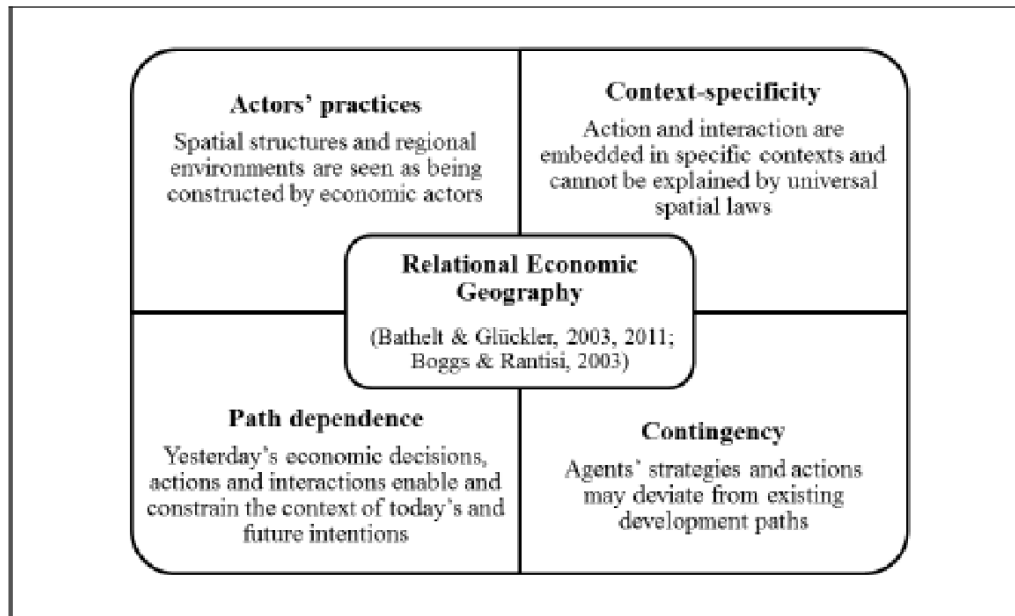 Actors' practices
Spatial structures and regional
environments are seen as being
constructed by economic actors
Context-specificity
Action and interaction are
embedded in specific contexts and
cannot be explained by universal
spatial laws
Relational Economic
Geography
(Bathelt & Glückler, 2003, 2011;
Boggs & Rantisi, 2003)
Path dependence
Yesterday's economic decisions,
actions and interactions enable and
constrain the context of today's and
future intentions
Contingency
Agents' strategies and actions
may deviate from existing
development paths